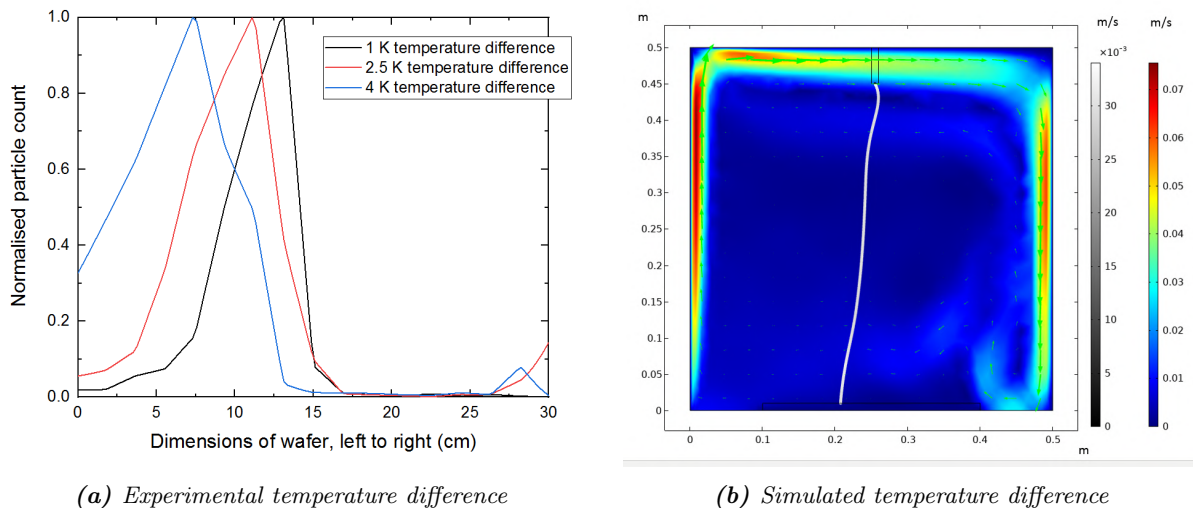 1.0
0.8
0.6
0.4
0.2
0.0
Normalised particle count
1 K temperature difference
2.5 K temperature difference
4 K temperature difference
0 5 10 15 20 25 30
Dimensions of wafer, left to right (cm)
(a) Experimental temperature difference
m
m/s m/s
×10⁻³
0.5
0.45
0.4
0.35
0.3
0.25
0.2
0.15
0.1
0.05
0
0 0.1 0.2 0.3 0.4 0.5
m
30
25
20
15
10
5
0
0.07
0.06
0.05
0.04
0.03
0.02
0.01
0
(b) Simulated temperature difference